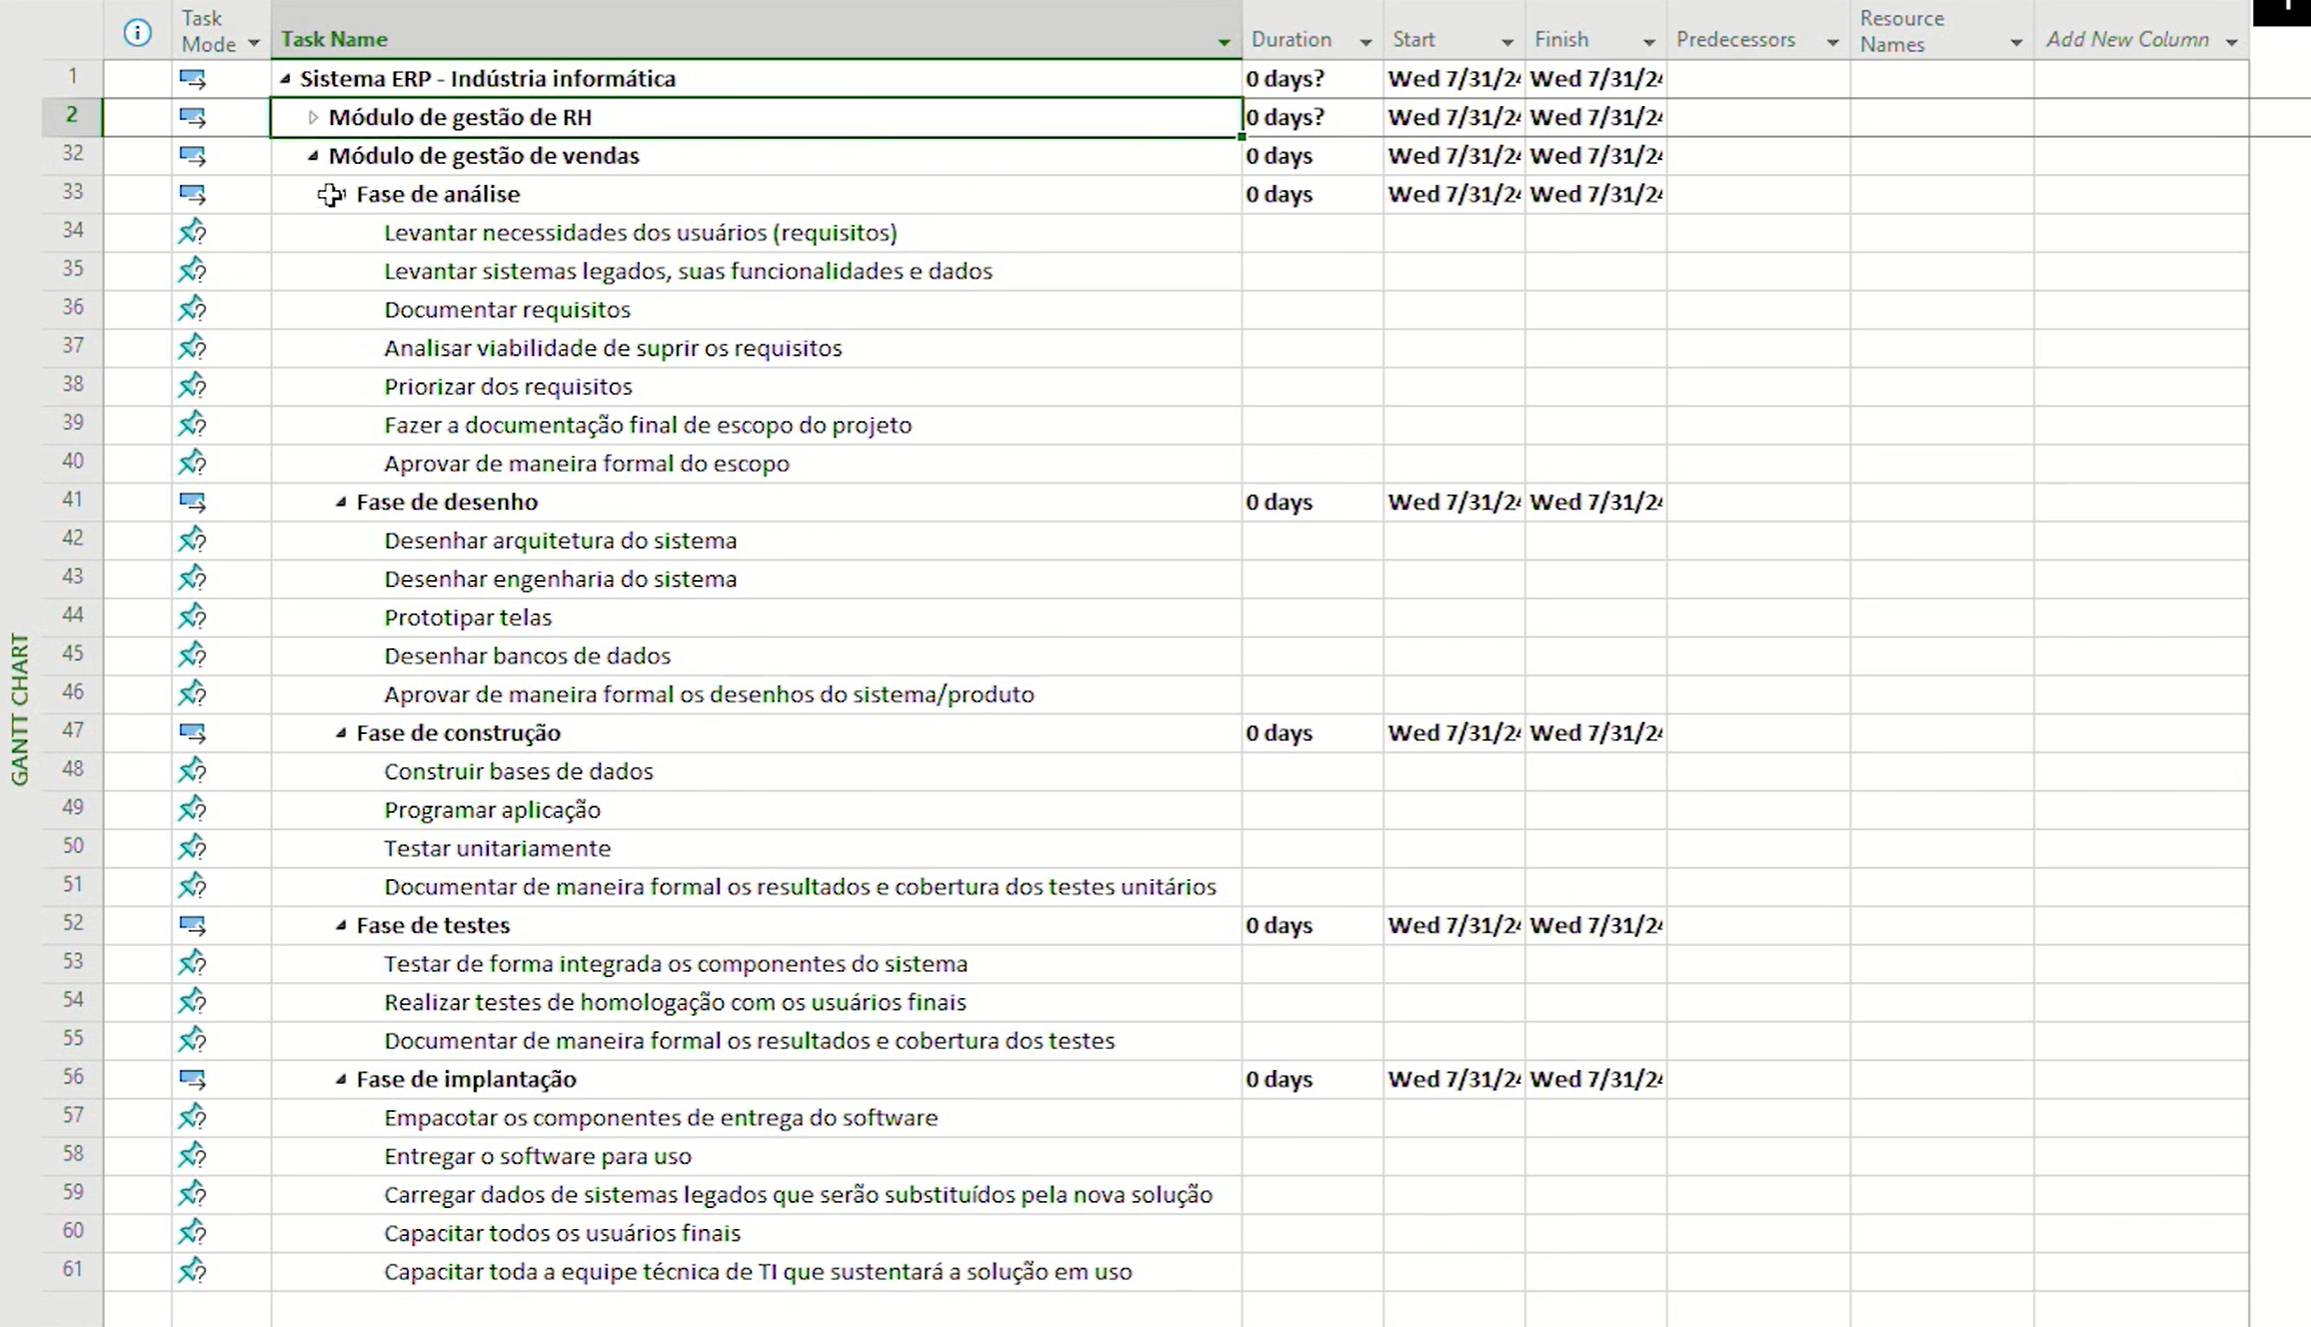 Task Mode Task Name Duration Start Finish Predecessors Resource Names Add New Column
1 Sistema ERP - Indústria informática 0 days? Wed 7/31/2 Wed 7/31/2
2 Módulo de gestão de RH 0 days? Wed 7/31/2 Wed 7/31/2
32 Módulo de gestão de vendas 0 days Wed 7/31/2 Wed 7/31/2
33 Fase de análise 0 days Wed 7/31/2 Wed 7/31/2
34 Levantar necessidades dos usuários (requisitos)
35 Levantar sistemas legados, suas funcionalidades e dados
36 Documentar requisitos
37 Analisar viabilidade de suprir os requisitos
38 Priorizar dos requisitos
39 Fazer a documentação final de escopo do projeto
40 Aprovar de maneira formal do escopo
41 Fase de desenho 0 days Wed 7/31/2 Wed 7/31/2
42 Desenhar arquitetura do sistema
43 Desenhar engenharia do sistema
44 Prototipar telas
45 Desenhar bancos de dados
46 Aprovar de maneira formal os desenhos do sistema/produto
47 Fase de construção 0 days Wed 7/31/2 Wed 7/31/2
48 Construir bases de dados
49 Programar aplicação
50 Testar unitariamente
51 Documentar de maneira formal os resultados e cobertura dos testes unitários
52 Fase de testes 0 days Wed 7/31/2 Wed 7/31/2
53 Testar de forma integrada os componentes do sistema
54 Realizar testes de homologação com os usuários finais
55 Documentar de maneira formal os resultados e cobertura dos testes
56 Fase de implantação 0 days Wed 7/31/2 Wed 7/31/2
57 Empacotar os componentes de entrega do software
58 Entregar o software para uso
59 Carregar dados de sistemas legados que serão substituídos pela nova solução
60 Capacitar todos os usuários finais
61 Capacitar toda a equipe técnica de TI que sustentará a solução em uso
GANTT CHART